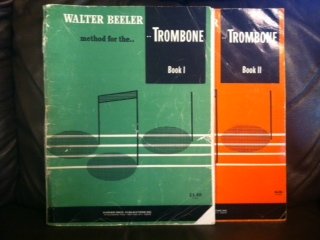 WALTER BEELER
method for the..
TROMBONE
Book I
.. TROMBONE
Book II